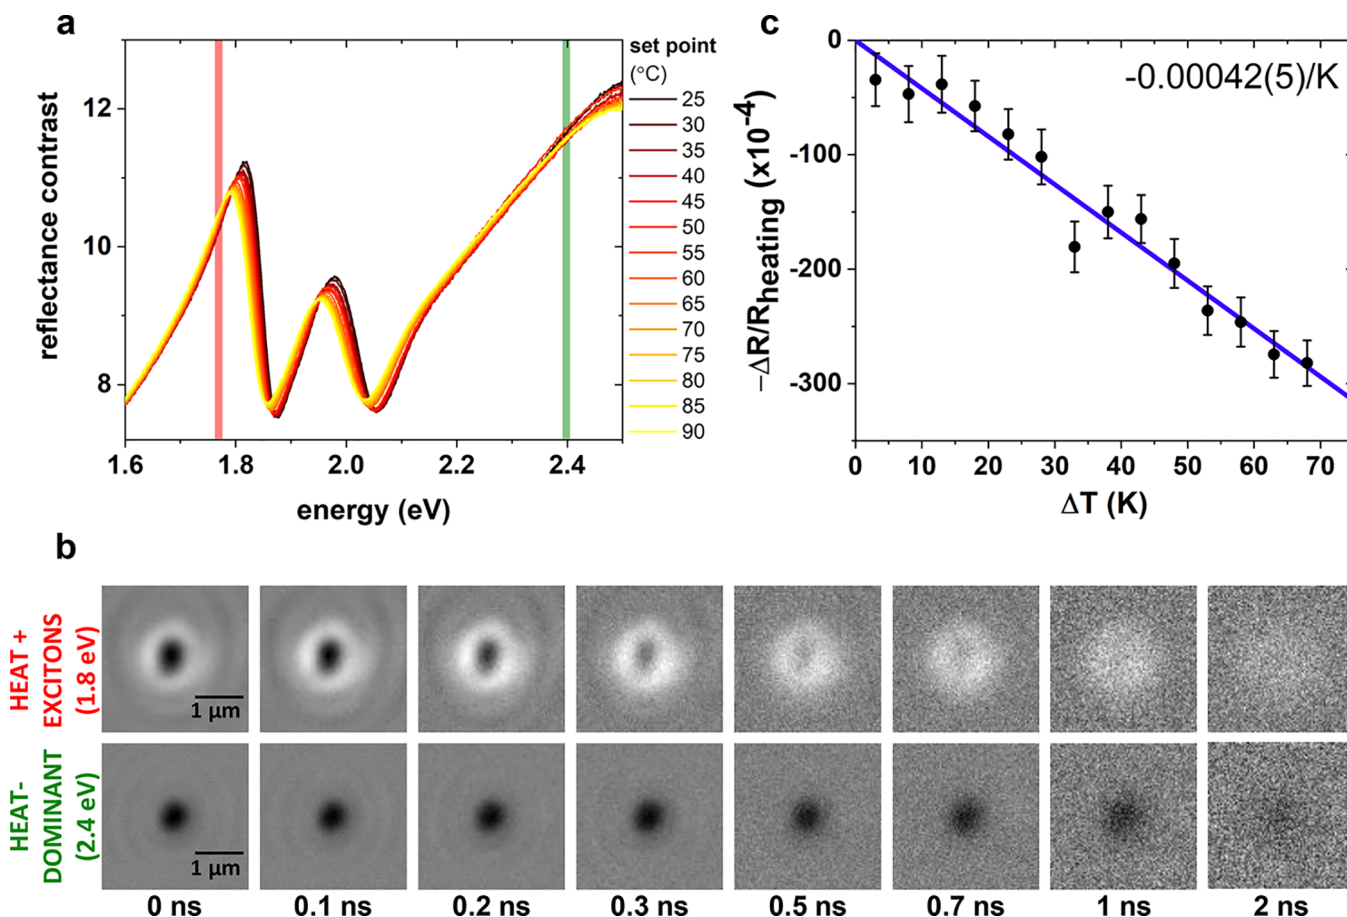 a
reflectance contrast
12
10
8
1.6 1.8 2.0 2.2 2.4
energy (eV)
set point
(°C)
25
30
35
40
45
50
55
60
65
70
75
80
85
90
c
-0.00042(5)/K
−ΔR/Rheating (x10-4)
0
-100
-200
-300
0 10 20 30 40 50 60 70
ΔT (K)
b
HEAT +
EXCITONS
(1.8 eV)
1 μm
HEAT-
DOMINANT
(2.4 eV)
1 μm
0 ns 0.1 ns 0.2 ns 0.3 ns 0.5 ns 0.7 ns 1 ns 2 ns